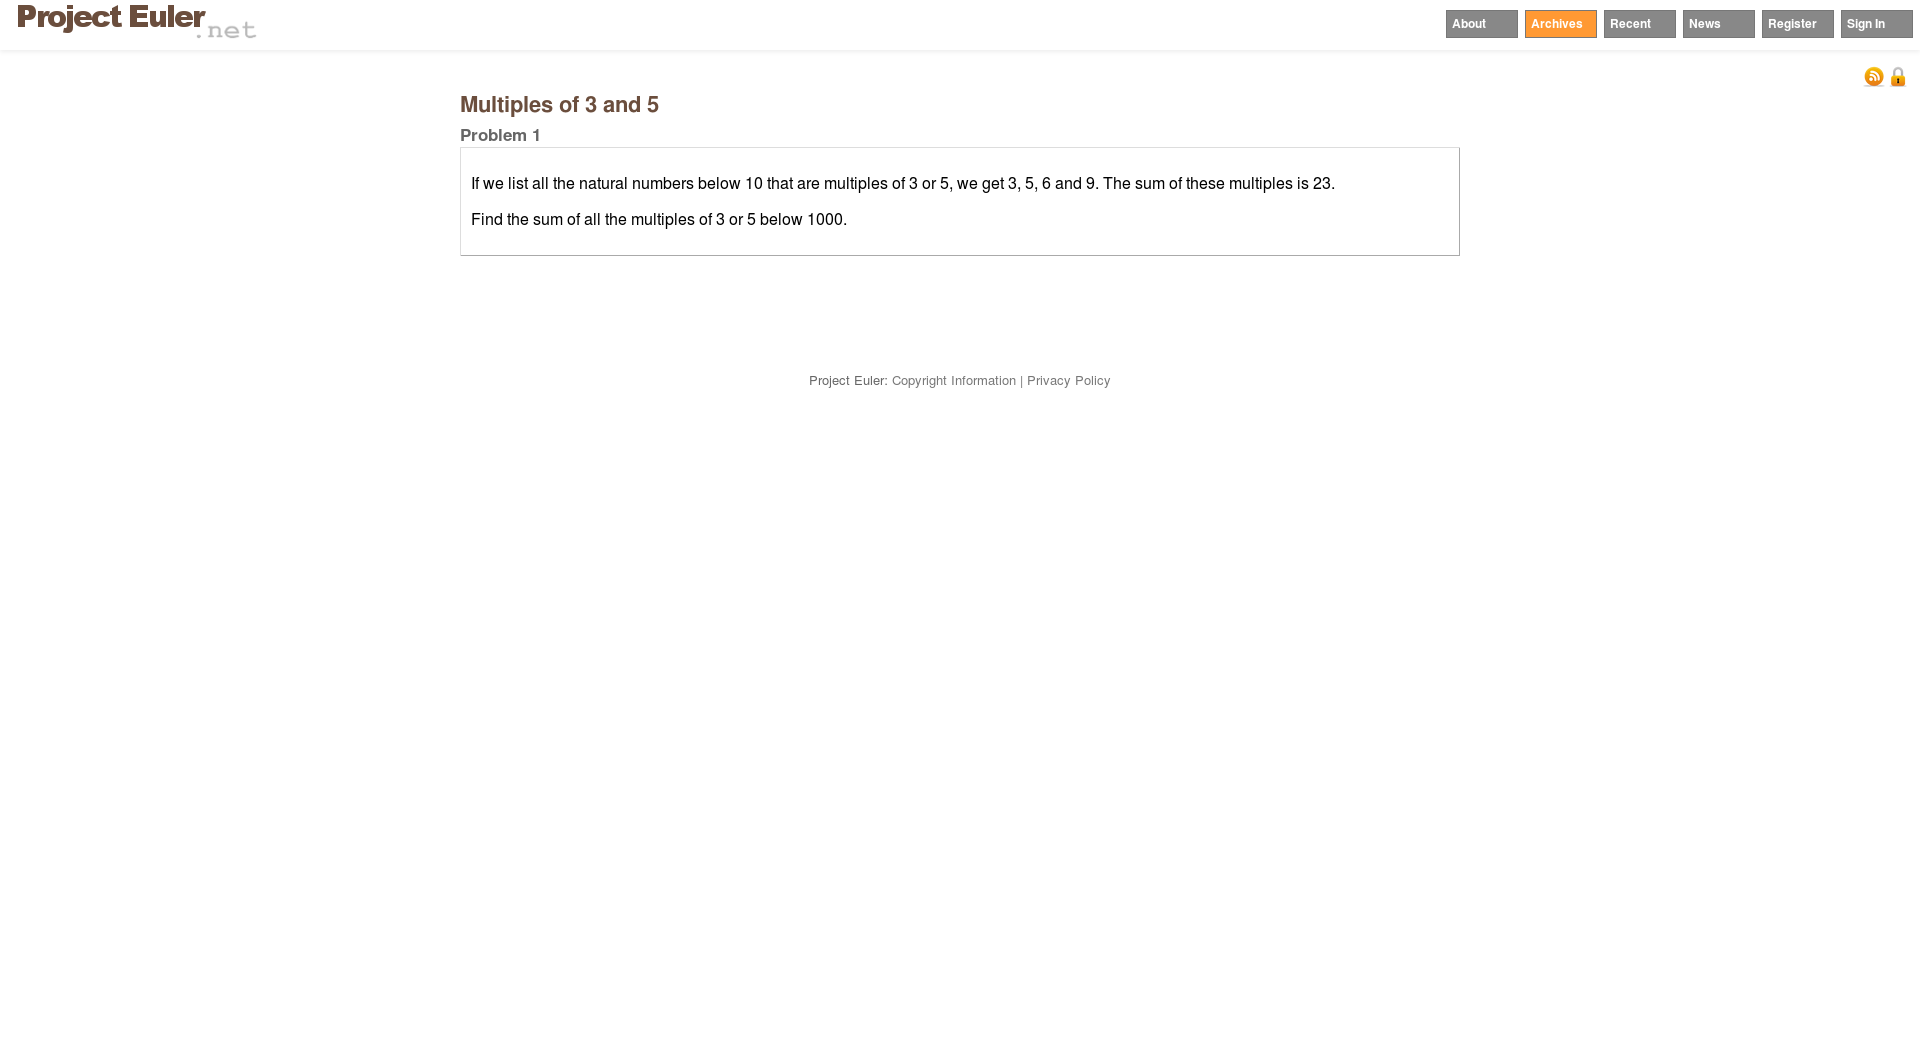 Project Euler
.net
About Archives Recent News Register Sign In
Multiples of 3 and 5
Problem 1
If we list all the natural numbers below 10 that are multiples of 3 or 5, we get 3, 5, 6 and 9. The sum of these multiples is 23.
Find the sum of all the multiples of 3 or 5 below 1000.
Project Euler: Copyright Information | Privacy Policy